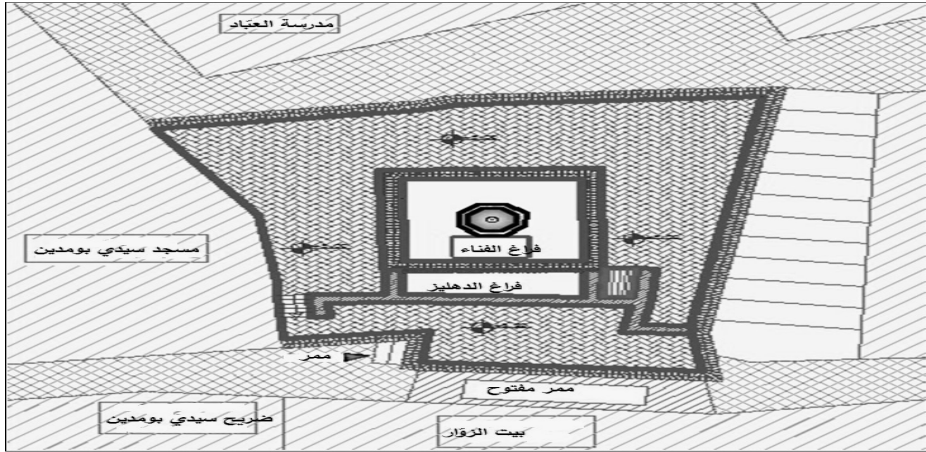 مدرسة العبّاد
مسجد سيدي بومدين
فراغ الفناء
فراغ الدهليز
ممر
ممر مفتوح
ضريح سيدي بومدين
بيت الزوّار